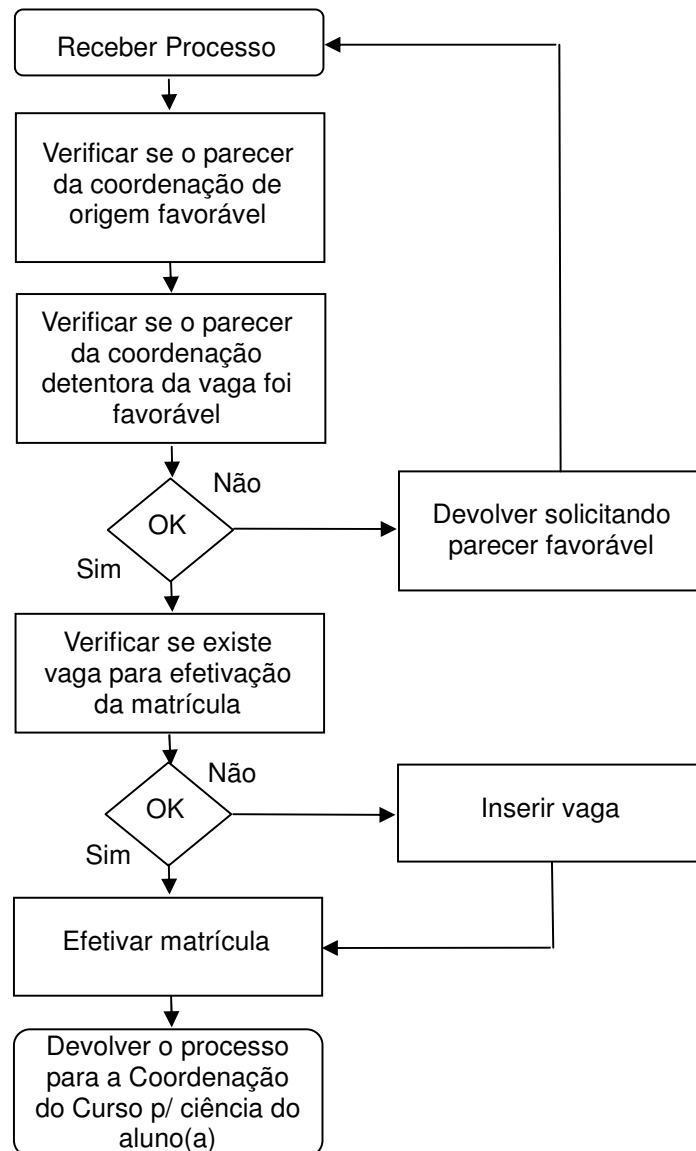 Receber Processo
Verificar se o parecer
da coordenação de
origem favorável
Verificar se o parecer
da coordenação
detentora da vaga foi
favorável
Não
OK
Sim
Devolver solicitando
parecer favorável
Verificar se existe
vaga para efetivação
da matrícula
Não
OK
Sim
Inserir vaga
Efetivar matrícula
Devolver o processo
para a Coordenação
do Curso p/ ciência do
aluno(a)